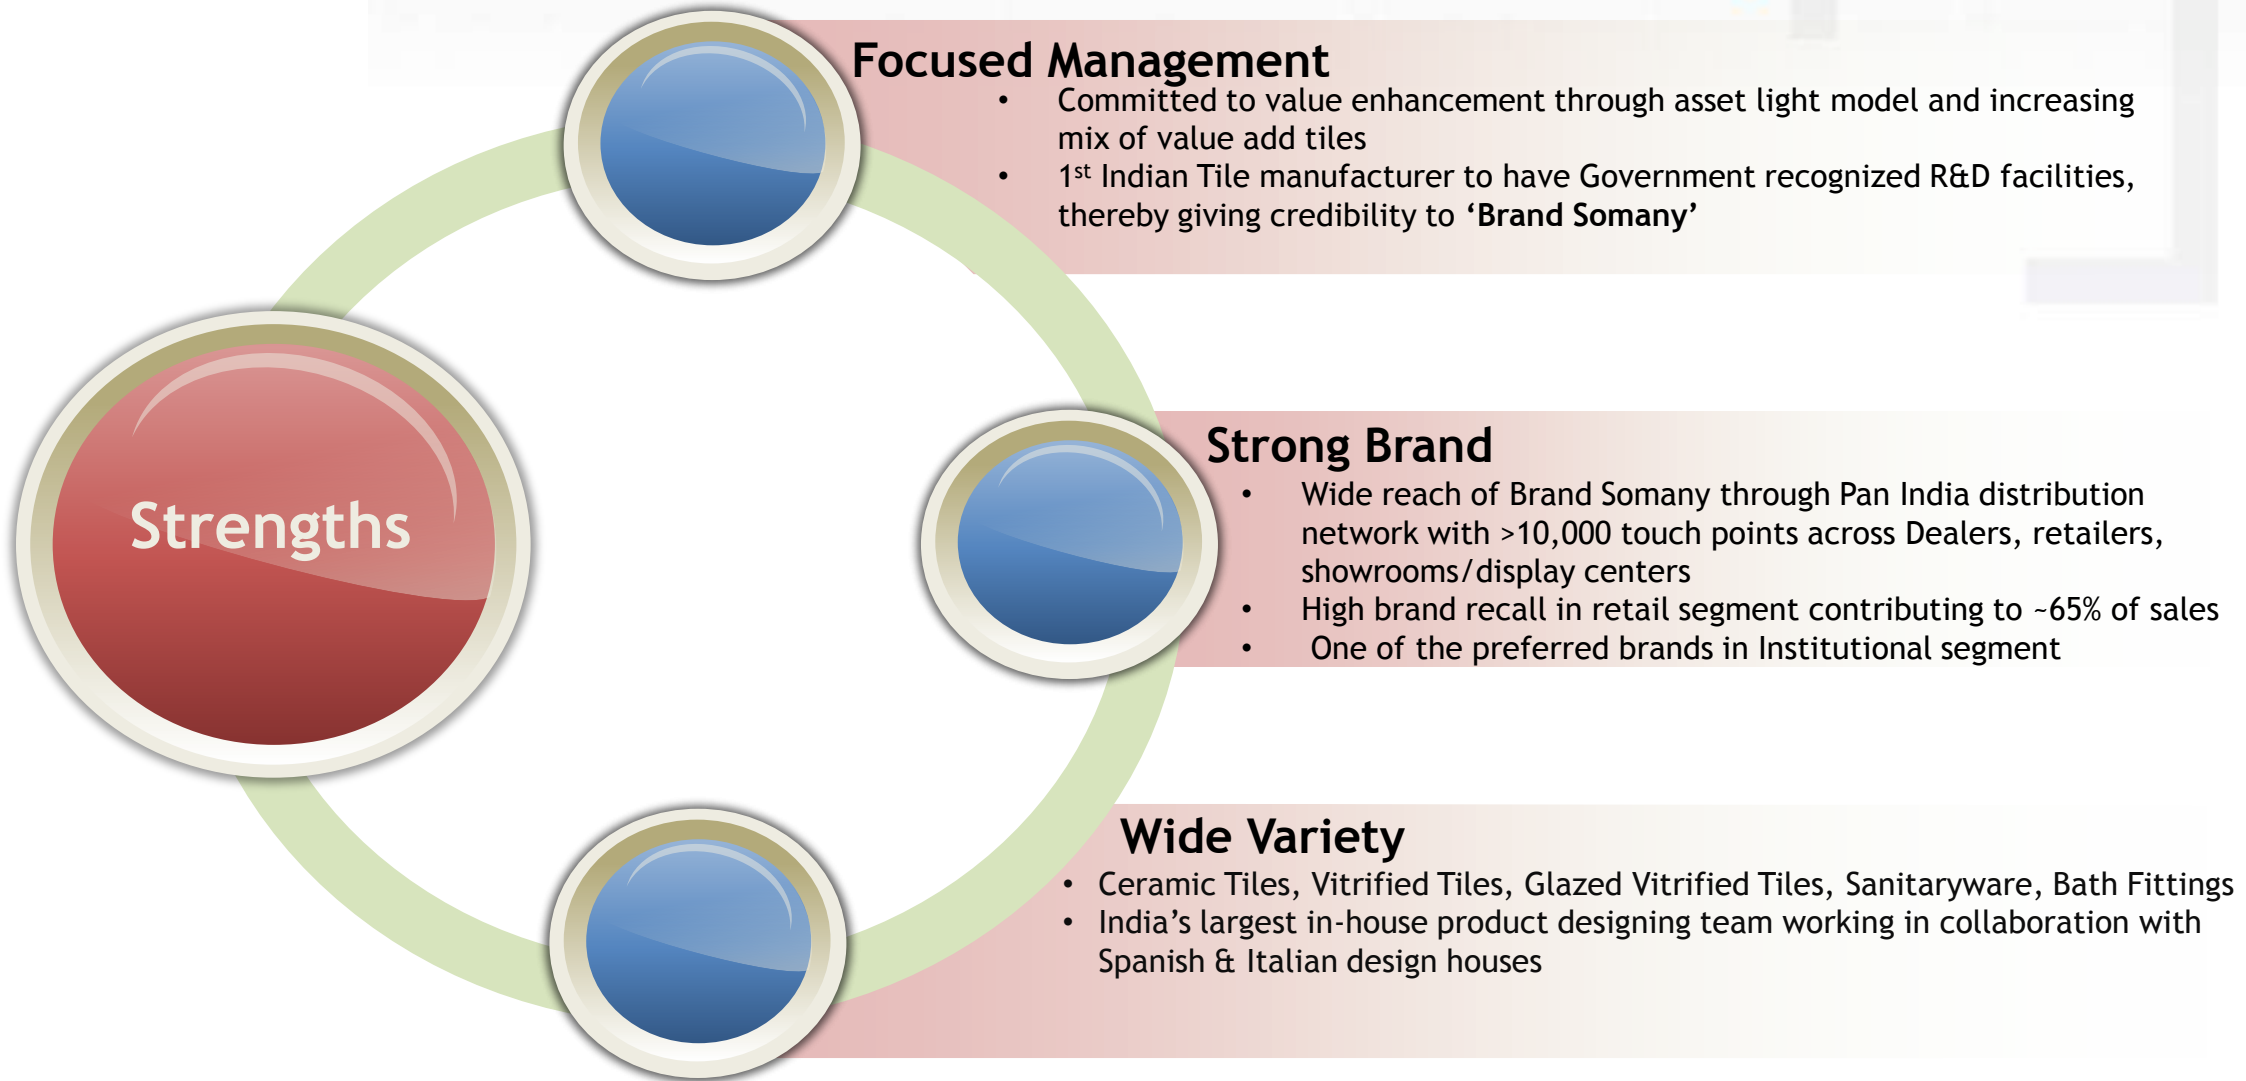 Focused Management
• Committed to value enhancement through asset light model and increasing
mix of value add tiles
• 1st Indian Tile manufacturer to have Government recognized R&D facilities,
thereby giving credibility to ‘Brand Somany’
Strengths
Strong Brand
• Wide reach of Brand Somany through Pan India distribution
network with >10,000 touch points across Dealers, retailers,
showrooms/display centers
• High brand recall in retail segment contributing to ~65% of sales
• One of the preferred brands in Institutional segment
Wide Variety
• Ceramic Tiles, Vitrified Tiles, Glazed Vitrified Tiles, Sanitaryware, Bath Fittings
• India’s largest in-house product designing team working in collaboration with
Spanish & Italian design houses